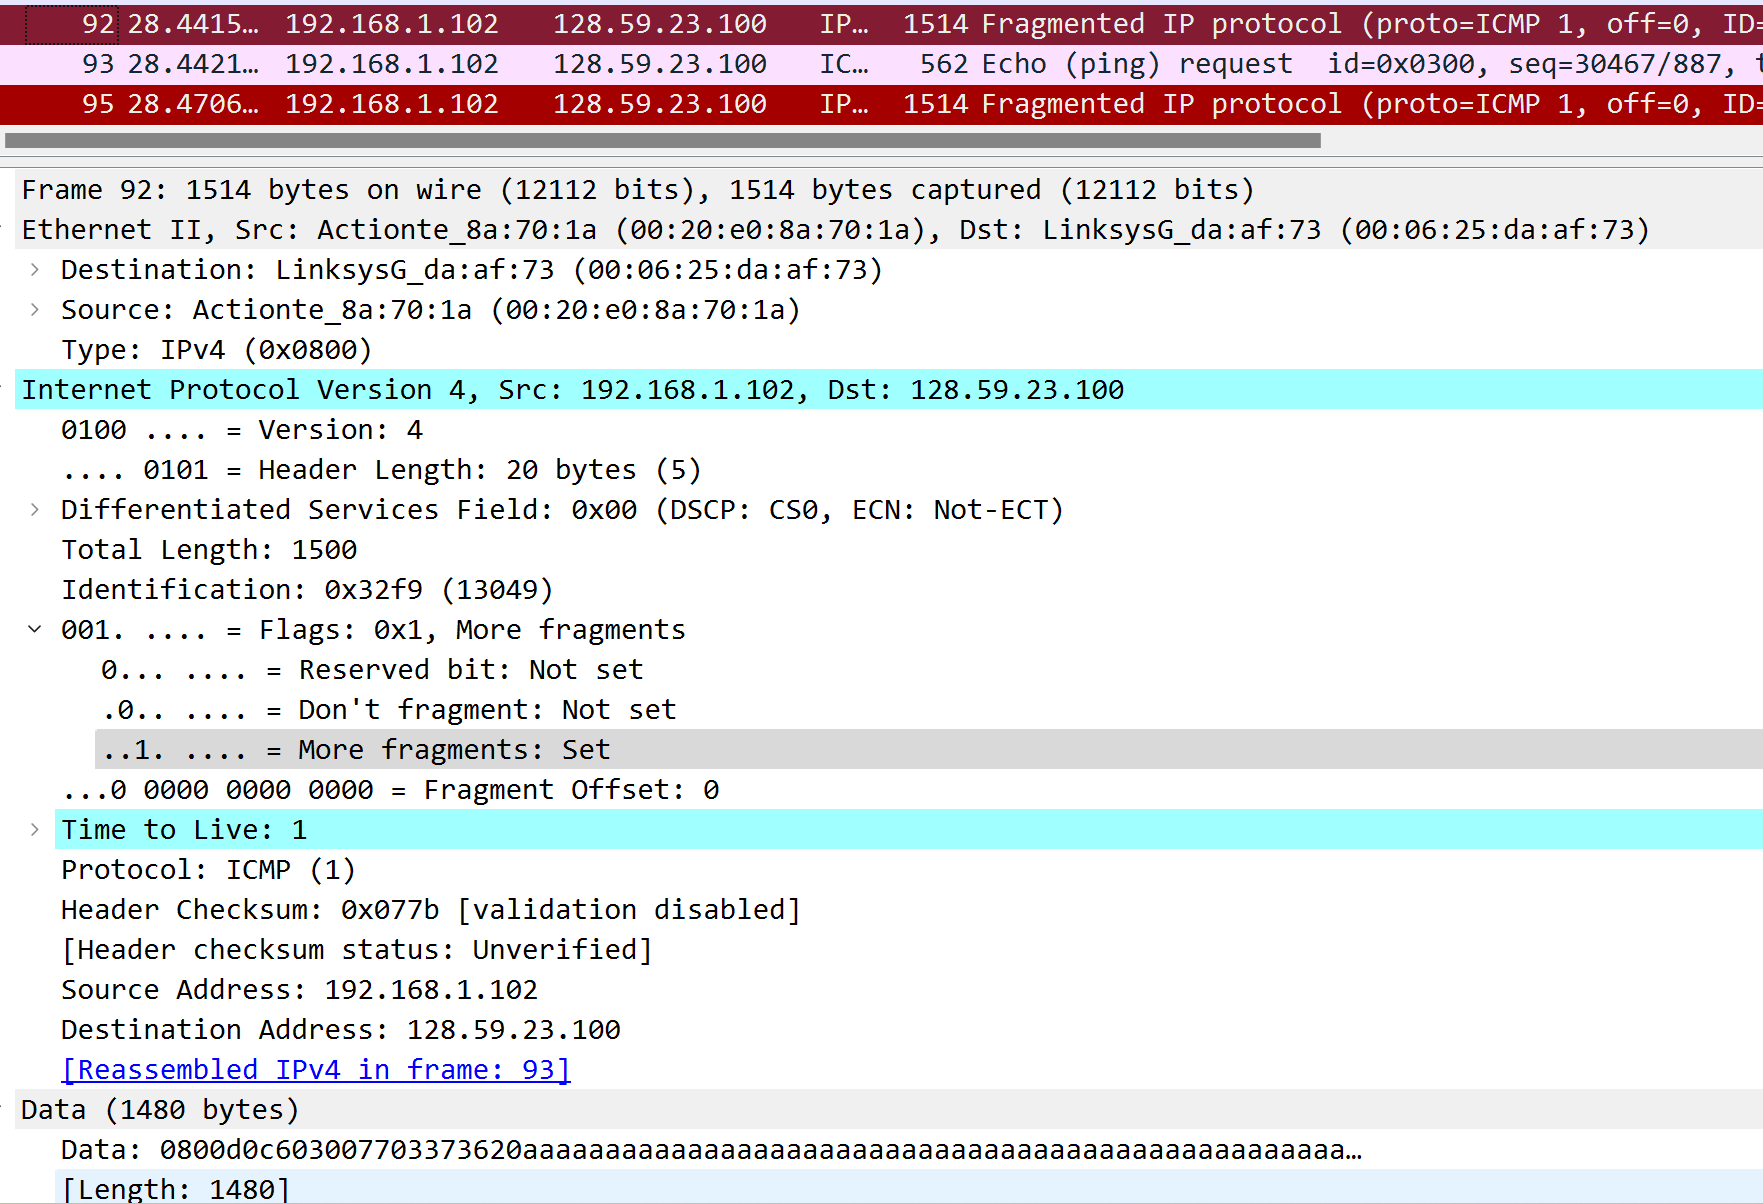 92 28.4415… 192.168.1.102 128.59.23.100 IP… 1514 Fragmented IP protocol (proto=ICMP 1, off=0, ID=
93 28.4421… 192.168.1.102 128.59.23.100 IC… 562 Echo (ping) request id=0x0300, seq=30467/887, t
95 28.4706… 192.168.1.102 128.59.23.100 IP… 1514 Fragmented IP protocol (proto=ICMP 1, off=0, ID=
Frame 92: 1514 bytes on wire (12112 bits), 1514 bytes captured (12112 bits)
Ethernet II, Src: Actionte_8a:70:1a (00:20:e0:8a:70:1a), Dst: LinksysG_da:af:73 (00:06:25:da:af:73)
Destination: LinksysG_da:af:73 (00:06:25:da:af:73)
Source: Actionte_8a:70:1a (00:20:e0:8a:70:1a)
Type: IPv4 (0x0800)
Internet Protocol Version 4, Src: 192.168.1.102, Dst: 128.59.23.100
0100 .... = Version: 4
.... 0101 = Header Length: 20 bytes (5)
Differentiated Services Field: 0x00 (DSCP: CS0, ECN: Not-ECT)
Total Length: 1500
Identification: 0x32f9 (13049)
001. .... = Flags: 0x1, More fragments
0... .... = Reserved bit: Not set
.0.. .... = Don't fragment: Not set
..1. .... = More fragments: Set
...0 0000 0000 0000 = Fragment Offset: 0
Time to Live: 1
Protocol: ICMP (1)
Header Checksum: 0x077b [validation disabled]
[Header checksum status: Unverified]
Source Address: 192.168.1.102
Destination Address: 128.59.23.100
[Reassembled IPv4 in frame: 93]
Data (1480 bytes)
Data: 0800d0c603007703373620aaaaaaaaaaaaaaaaaaaaaaaaaaaaaaaaaaaaaaaaaaaaaaaaaa…
[Length: 1480]